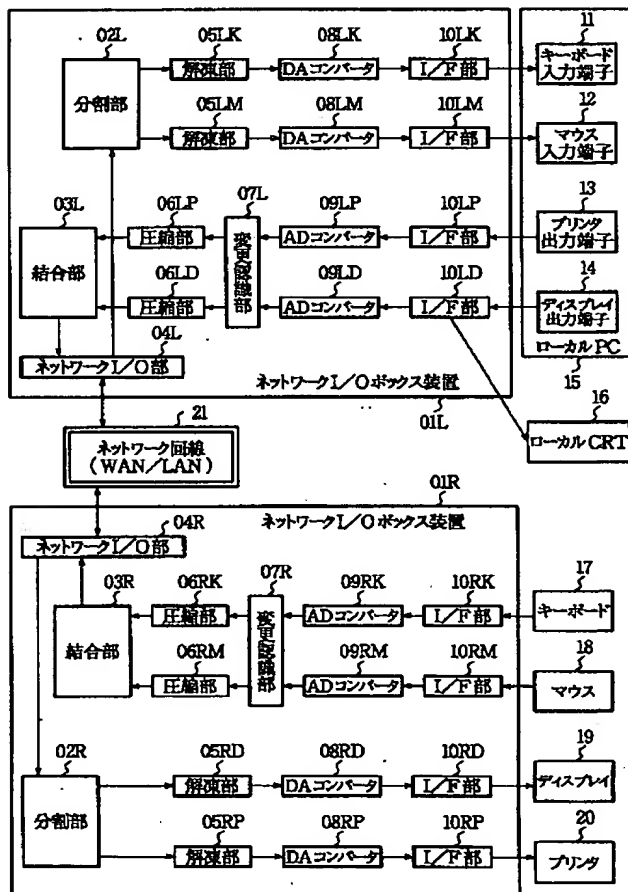 02L
05LK
08LK
10LK
11
分割部
解凍部
DAコンバータ
I/F部
キーボード
入力端子
05LM
08LM
10LM
12
解凍部
DAコンバータ
I/F部
マウス
入力端子
03L
06LP
07L
09LP
10LP
13
結合部
圧縮部
変更認識部
ADコンバータ
I/F部
プリンタ
出力端子
06LD
09LD
10LD
14
圧縮部
ADコンバータ
I/F部
ディスプレイ
出力端子
04L
ローカルPC
ネットワークI/O部
15
ネットワークI/Oボックス装置
01L
16
ローカルCRT
21
ネットワーク回線
(WAN/LAN)
01R
04R
ネットワークI/Oボックス装置
ネットワークI/O部
03R
06RK
07R
09RK
10RK
17
結合部
圧縮部
変更認識部
ADコンバータ
I/F部
キーボード
06RM
09RM
10RM
18
圧縮部
ADコンバータ
I/F部
マウス
02R
05RD
08RD
10RD
19
分割部
解凍部
DAコンバータ
I/F部
ディスプレイ
05RP
08RP
10RP
20
解凍部
DAコンバータ
I/F部
プリンタ